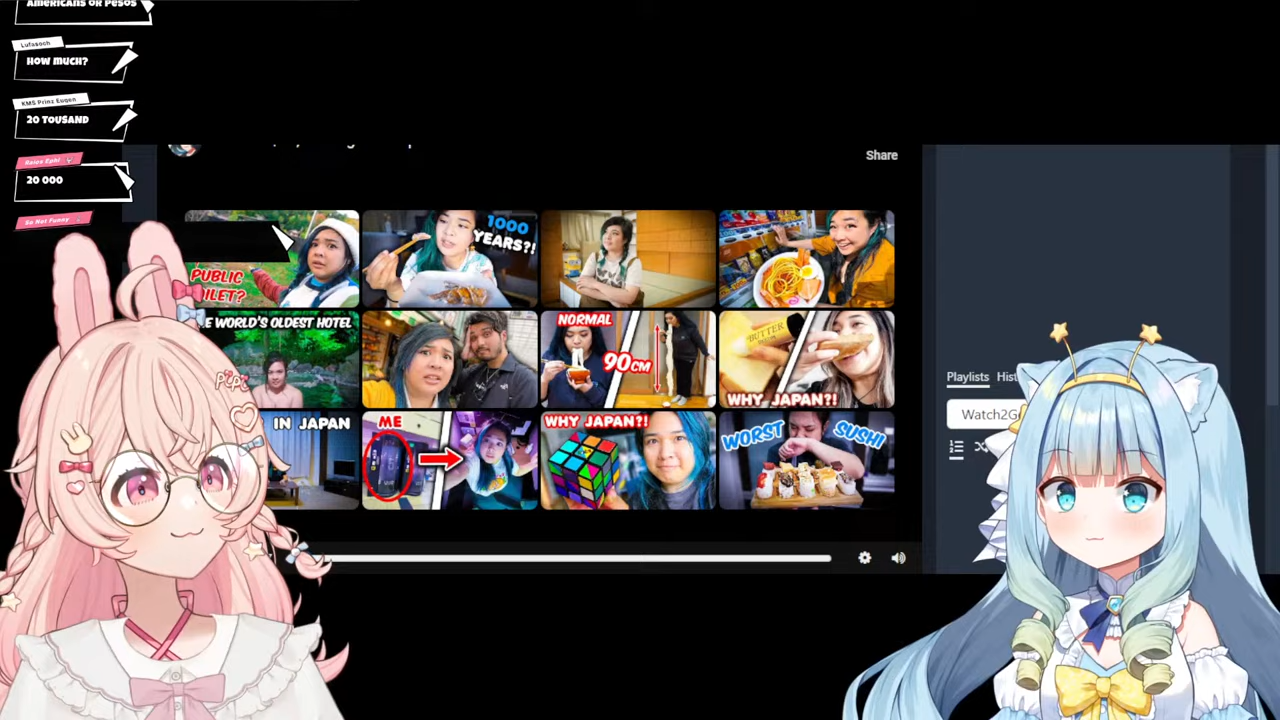 AMERICANS OR PESOS
Lufasoch
HOW MUCH?
KMS Prinz Eugen
20 TOUSAND
20 000
So Not Funny
Share
PUBLIC
ILET?
1000
YEARS?!
E WORLD'S OLDEST HOTEL
NORMAL
90CM
BUTTER
WHY JAPAN?!
IN JAPAN
ME
WHY JAPAN?!
WORST
SUSHI
Pipi
Playlists
Hist
Watch2G